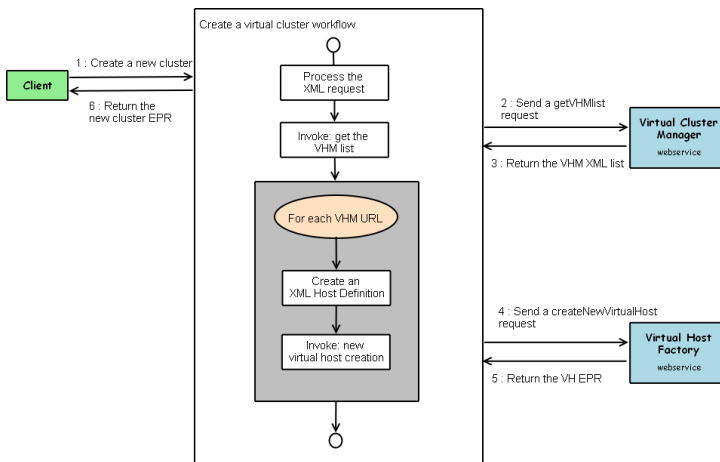 Create a virtual cluster workflow
1 : Create a new cluster
Client
6 : Return the
new cluster EPR
Process the
XML request
Invoke: get the
VHM list
2 : Send a getVHMlist
request
Virtual Cluster
Manager
webservice
3 : Return the VHM XML list
For each VHM URL
Create an
XML Host Definition
Invoke: new
virtual host creation
4 : Send a createNewVirtualHost
request
Virtual Host
Factory
webservice
5 : Return the VH EPR